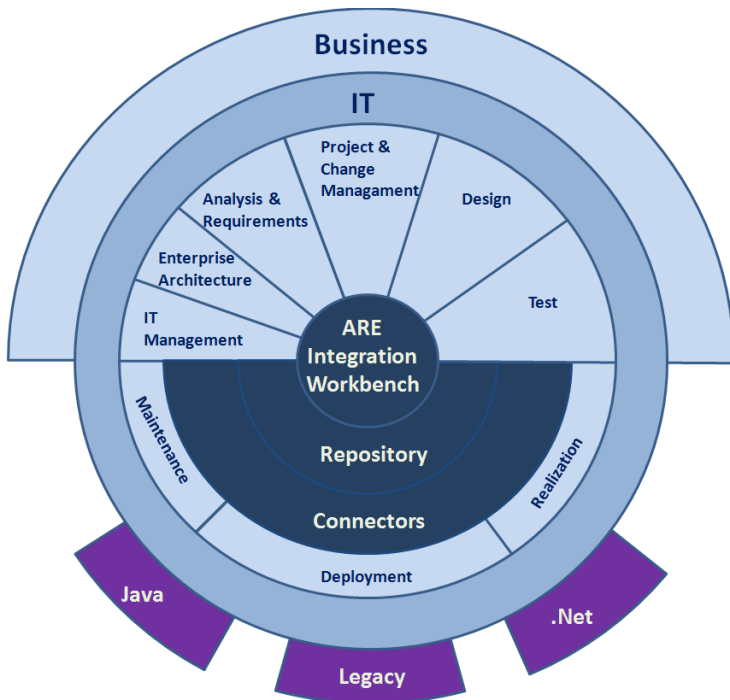 Business
IT
Project &
Change
Managament
Analysis &
Requirements
Design
Enterprise
Architecture
IT
Management
Test
ARE
Integration
Workbench
Maintenance
Repository
Realization
Connectors
Deployment
Java
.Net
Legacy